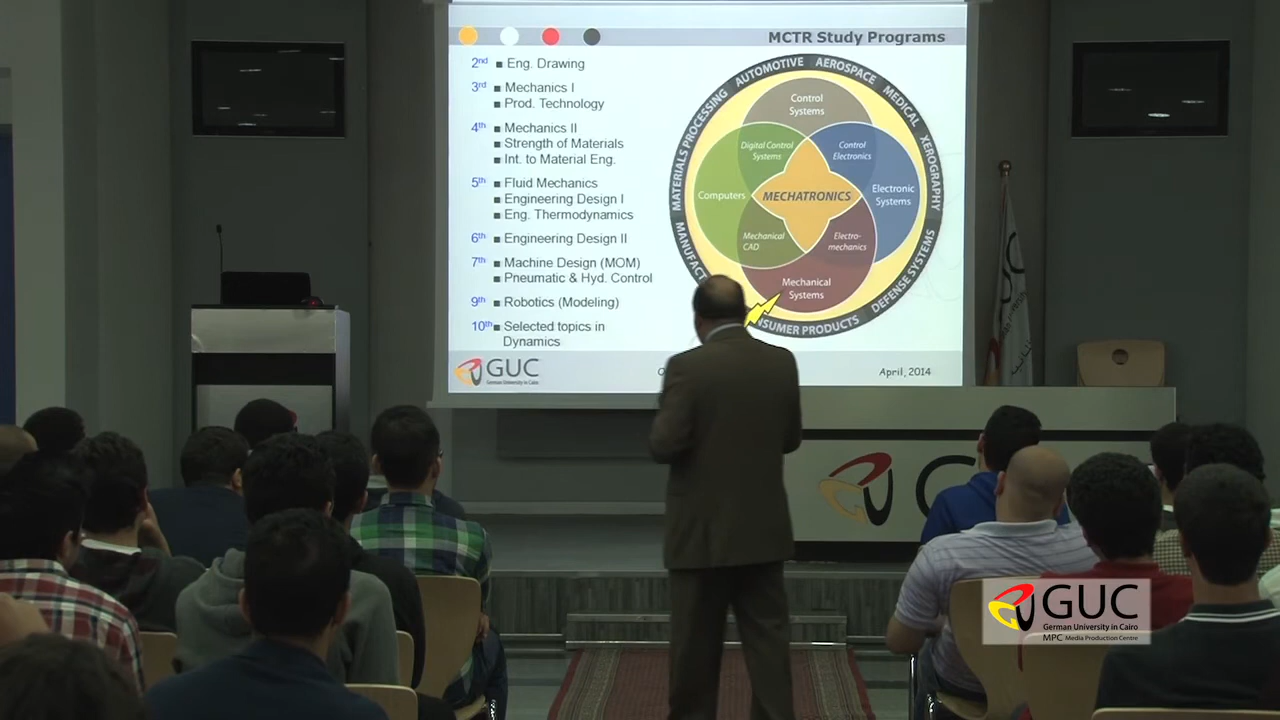 MCTR Study Programs
2nd ■ Eng. Drawing
3rd ■ Mechanics I
■ Prod. Technology
4th ■ Mechanics II
■ Strength of Materials
■ Int. to Material Eng.
5th ■ Fluid Mechanics
■ Engineering Design I
■ Eng. Thermodynamics
6th ■ Engineering Design II
7th ■ Machine Design (MOM)
■ Pneumatic & Hyd. Control
9th ■ Robotics (Modeling)
10th ■ Selected topics in
Dynamics
MATERIALS PROCESSING
AUTOMOTIVE
AEROSPACE
MEDICAL
XEROGRAPHY
DEFENSE SYSTEMS
PRODUCTS
Control
Systems
Digital Control
Systems
Control
Electronics
Computers
MECHATRONICS
Electronic
Systems
Mechanical
CAD
Electro-
mechanics
Mechanical
Systems
GUC
German University in Cairo
April, 2014
GUC
German University in Cairo
MPC Media Production Centre